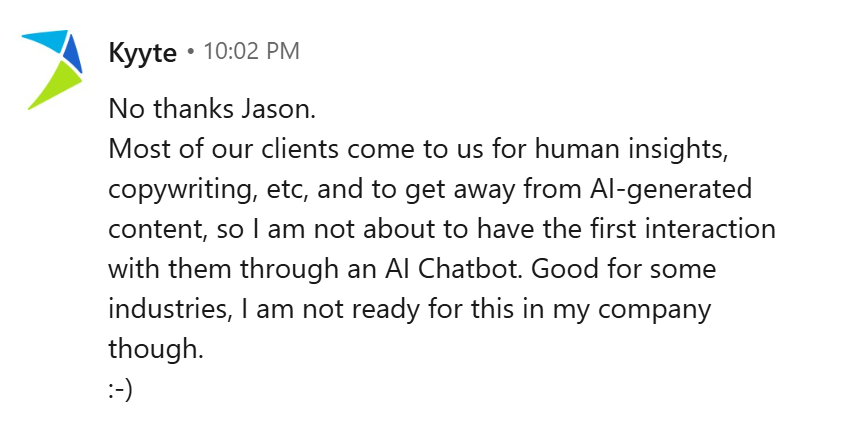 Kyyte • 10:02 PM
No thanks Jason.
Most of our clients come to us for human insights,
copywriting, etc, and to get away from AI-generated
content, so I am not about to have the first interaction
with them through an AI Chatbot. Good for some
industries, I am not ready for this in my company
though.
:-)